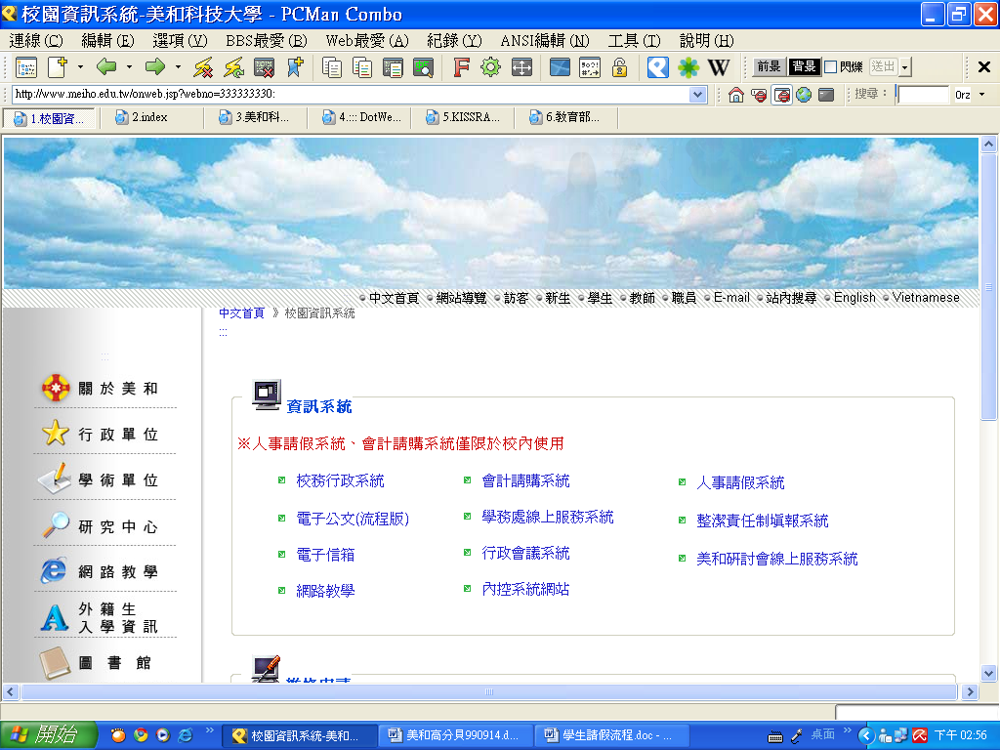 校園資訊系統-美和科技大學 - PCMan Combo
連線(C) 編輯(E) 選項(V) BBS最愛(B) Web最愛(A) 紀錄(Y) ANSI編輯(N) 工具(T) 說明(H)
F R W 前景 背景 閃爍 送出
http://www.meiho.edu.tw/onweb.jsp?webno=333333330: 搜尋： Orz
1.校園資... 2.index 3.美和科... 4.::: DotWe... 5.KISSRA... 6.教育部...
中文首頁 網站導覽 訪客 新生 學生 教師 職員 E-mail 站內搜尋 English Vietnamese
中文首頁 》校園資訊系統
:::
:::
關於美和
行政單位
學術單位
研究中心
網路教學
外籍生
入學資訊
圖書館
資訊系統
※人事請假系統、會計請購系統僅限於校內使用
校務行政系統 會計請購系統 人事請假系統
電子公文(流程版) 學務處線上服務系統 整潔責任制填報系統
電子信箱 行政會議系統 美和研討會線上服務系統
網路教學 內控系統網站
維修申請
開始 校園資訊系統-美和... 美和高分貝990914.d... 學生請假流程.doc - ... 桌面 下午 02:56